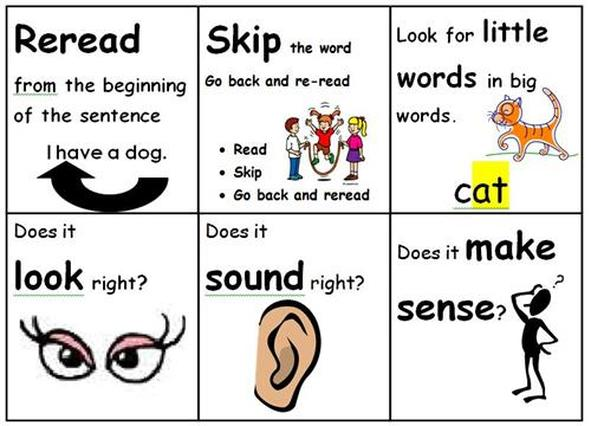 Reread
from the beginning
of the sentence
I have a dog.
Skip the word
Go back and re-read
• Read
• Skip
• Go back and reread
Look for little
words in big
words.
cat
Does it
look right?
Does it
sound right?
Does it make
sense?
?